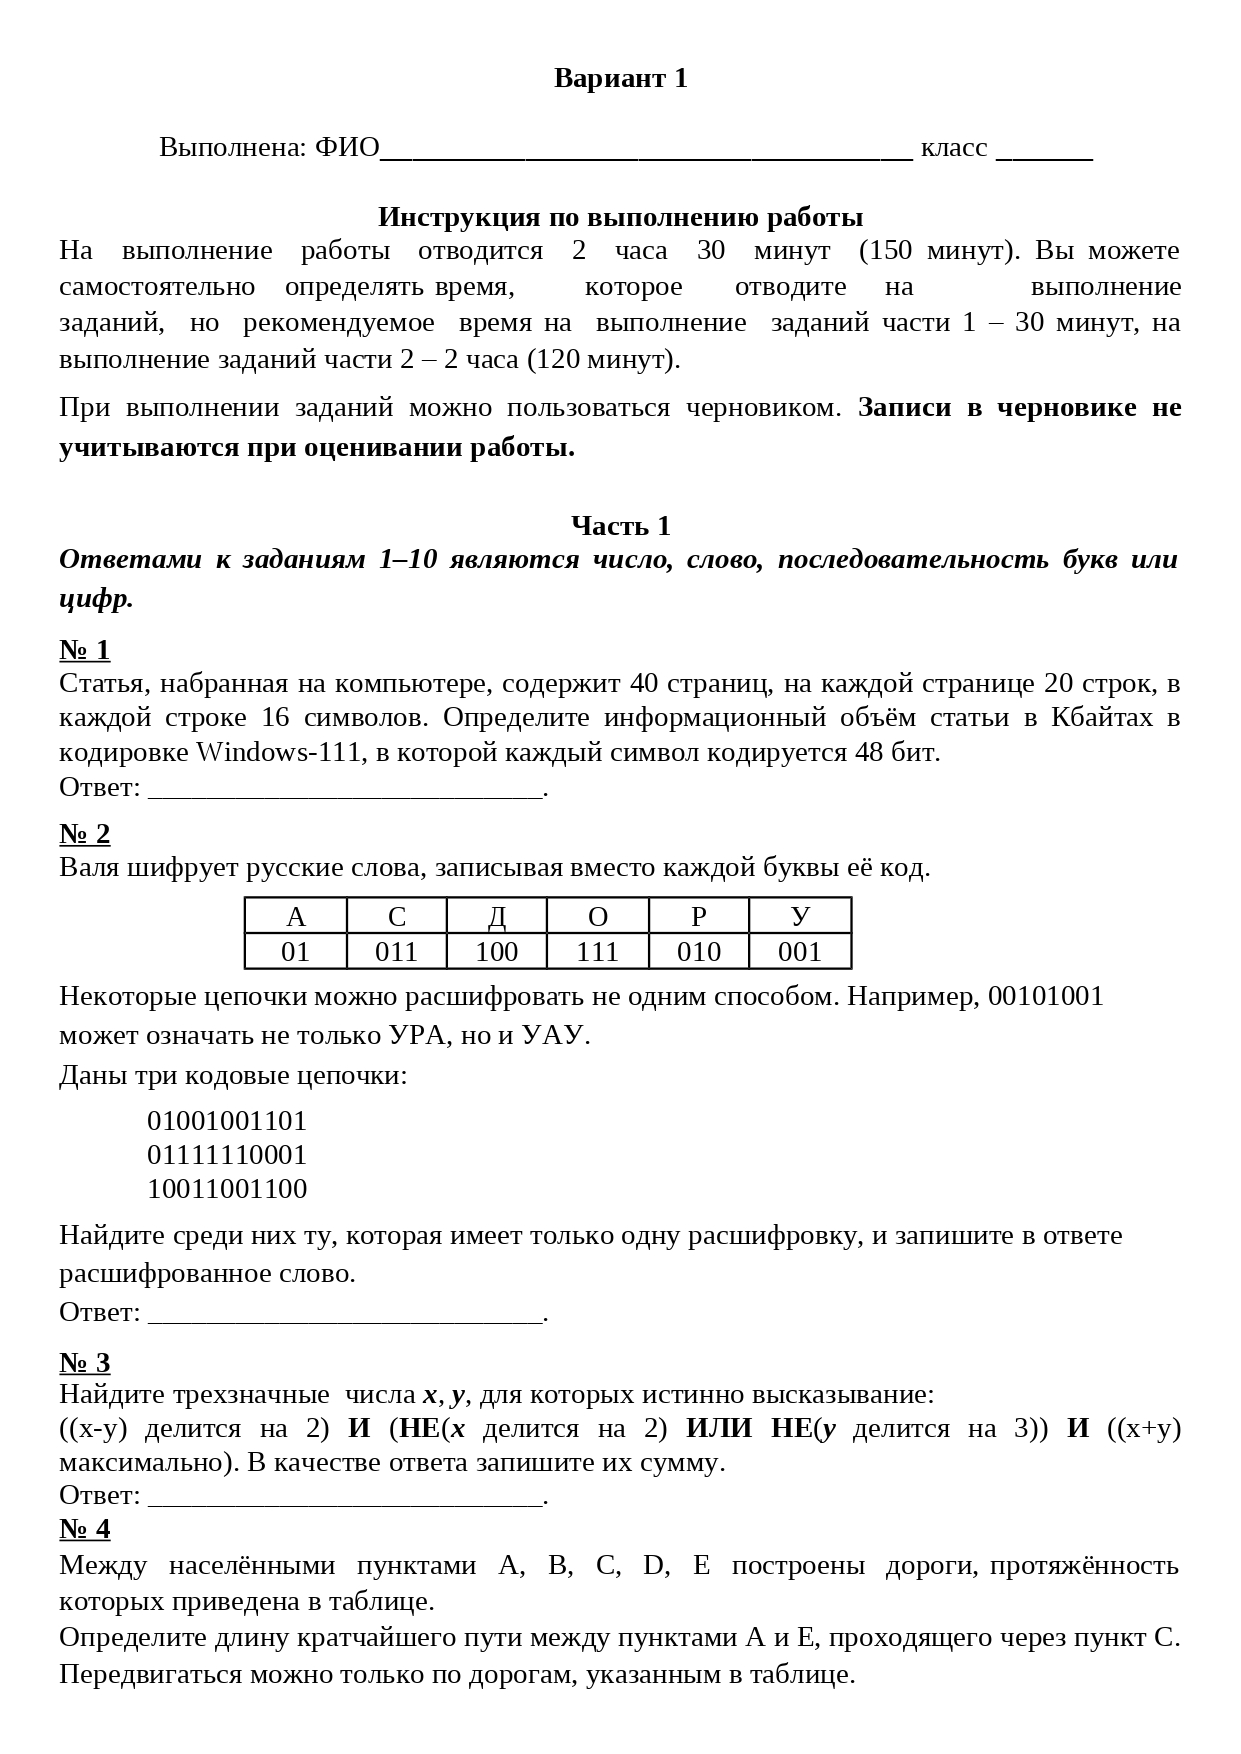 Вариант 1
Выполнена: ФИО_________________________________ класс ______
Инструкция по выполнению работы
На выполнение работы отводится 2 часа 30 минут (150 минут). Вы можете
самостоятельно определять время, которое отводите на выполнение
заданий, но рекомендуемое время на выполнение заданий части 1 – 30 минут, на
выполнение заданий части 2 – 2 часа (120 минут).
При выполнении заданий можно пользоваться черновиком. Записи в черновике не
учитываются при оценивании работы.
Часть 1
Ответами к заданиям 1–10 являются число, слово, последовательность букв или
цифр.
№ 1
Статья, набранная на компьютере, содержит 40 страниц, на каждой странице 20 строк, в
каждой строке 16 символов. Определите информационный объём статьи в Кбайтах в
кодировке Windows-111, в которой каждый символ кодируется 48 бит.
Ответ: ___________________________.
№ 2
Валя шифрует русские слова, записывая вместо каждой буквы её код.
А С Д О Р У
01 011 100 111 010 001
Некоторые цепочки можно расшифровать не одним способом. Например, 00101001
может означать не только УРА, но и УАУ.
Даны три кодовые цепочки:
01001001101
01111110001
10011001100
Найдите среди них ту, которая имеет только одну расшифровку, и запишите в ответе
расшифрованное слово.
Ответ: ___________________________.
№ 3
Найдите трехзначные числа x, y, для которых истинно высказывание:
((x-y) делится на 2) И (НЕ(x делится на 2) ИЛИ НЕ(y делится на 3)) И ((x+y)
максимально). В качестве ответа запишите их сумму.
Ответ: ___________________________.
№ 4
Между населёнными пунктами A, B, C, D, E построены дороги, протяжённость
которых приведена в таблице.
Определите длину кратчайшего пути между пунктами А и Е, проходящего через пункт С.
Передвигаться можно только по дорогам, указанным в таблице.